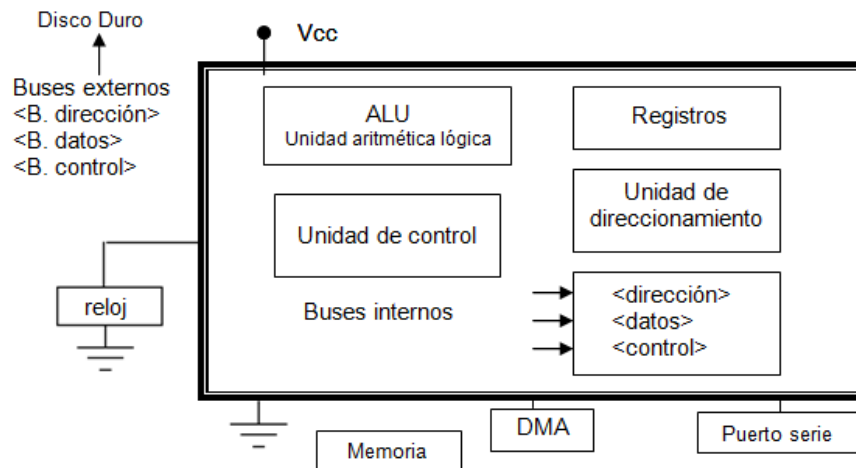 Disco Duro
Vcc
Buses externos
<B. dirección>
<B. datos>
<B. control>
ALU
Unidad aritmética lógica
Registros
Unidad de control
Unidad de
direccionamiento
Buses internos
<dirección>
<datos>
<control>
reloj
Memoria
DMA
Puerto serie